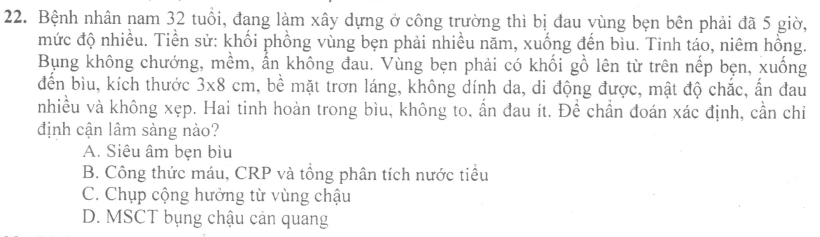 22. Bệnh nhân nam 32 tuổi, đang làm xây dựng ở công trường thì bị đau vùng bẹn bên phải đã 5 giờ,
mức độ nhiều. Tiền sử: khối phồng vùng bẹn phải nhiều năm, xuống đến bìu. Tỉnh táo, niêm hồng.
Bụng không chướng, mềm, ấn không đau. Vùng bẹn phải có khối gồ lên từ trên nếp bẹn, xuống
đến bìu, kích thước 3x8 cm, bề mặt trơn láng, không dính da, di động được, mật độ chắc, ấn đau
nhiều và không xẹp. Hai tinh hoàn trong bìu, không to, ấn đau ít. Để chẩn đoán xác định, cần chỉ
định cận lâm sàng nào?
A. Siêu âm bẹn bìu
B. Công thức máu, CRP và tổng phân tích nước tiểu
C. Chụp cộng hưởng từ vùng chậu
D. MSCT bụng chậu cản quang